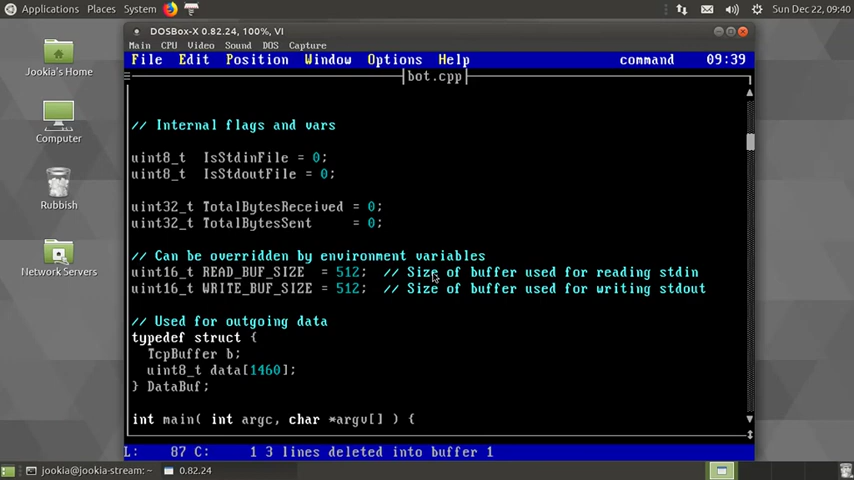 Applications Places System
Sun Dec 22, 09:40
DOSBox-X 0.82.24, 100%, VI
Main CPU Video Sound DOS Capture
File Edit Position Window Options Help command 09:39
bot.cpp
// Internal flags and vars
uint8_t IsStdinFile = 0;
uint8_t IsStdoutFile = 0;
uint32_t TotalBytesReceived = 0;
uint32_t TotalBytesSent = 0;
// Can be overridden by environment variables
uint16_t READ_BUF_SIZE = 512; // Size of buffer used for reading stdin
uint16_t WRITE_BUF_SIZE = 512; // Size of buffer used for writing stdout
// Used for outgoing data
typedef struct {
TcpBuffer b;
uint8_t data[1460];
} DataBuf;
int main( int argc, char *argv[] ) {
L: 87 C: 1 3 lines deleted into buffer 1
Jookia's Home
Computer
Rubbish
Network Servers
jookia@jookia-stream: ~
0.82.24